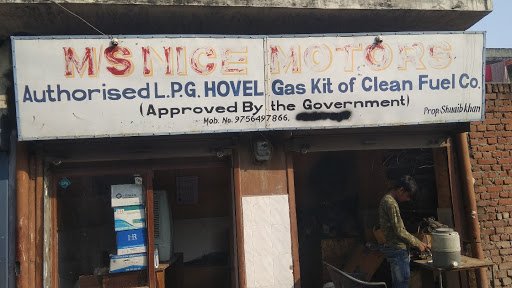 M/S NICE MOTORS
Authorised L.P.G. HOVEL Gas Kit of Clean Fuel Co.
(Approved By the Government)
Mob. No. 9756497866,
Prop. Shuaib khan